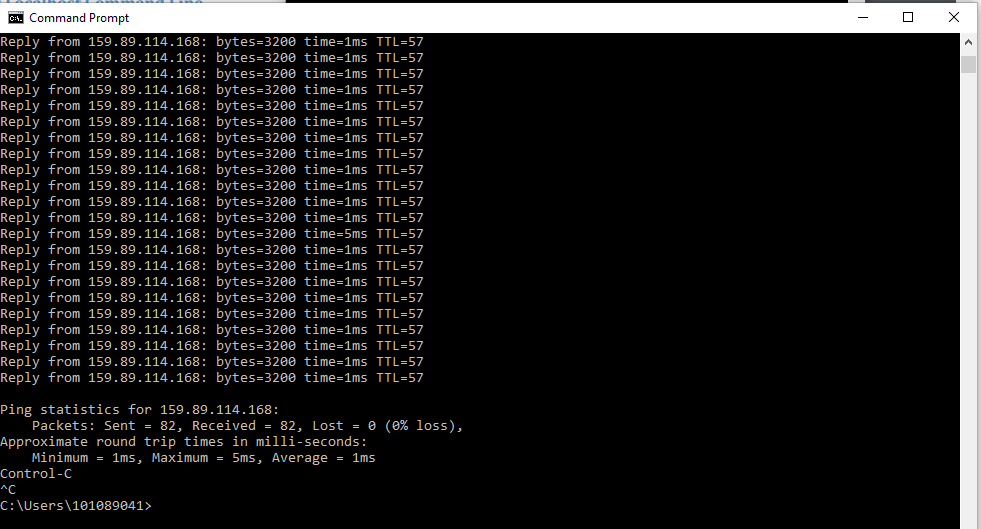 Localhost Command Line
Command Prompt
Reply from 159.89.114.168: bytes=3200 time=1ms TTL=57
Reply from 159.89.114.168: bytes=3200 time=1ms TTL=57
Reply from 159.89.114.168: bytes=3200 time=1ms TTL=57
Reply from 159.89.114.168: bytes=3200 time=1ms TTL=57
Reply from 159.89.114.168: bytes=3200 time=1ms TTL=57
Reply from 159.89.114.168: bytes=3200 time=1ms TTL=57
Reply from 159.89.114.168: bytes=3200 time=1ms TTL=57
Reply from 159.89.114.168: bytes=3200 time=1ms TTL=57
Reply from 159.89.114.168: bytes=3200 time=1ms TTL=57
Reply from 159.89.114.168: bytes=3200 time=1ms TTL=57
Reply from 159.89.114.168: bytes=3200 time=1ms TTL=57
Reply from 159.89.114.168: bytes=3200 time=1ms TTL=57
Reply from 159.89.114.168: bytes=3200 time=5ms TTL=57
Reply from 159.89.114.168: bytes=3200 time=1ms TTL=57
Reply from 159.89.114.168: bytes=3200 time=1ms TTL=57
Reply from 159.89.114.168: bytes=3200 time=1ms TTL=57
Reply from 159.89.114.168: bytes=3200 time=1ms TTL=57
Reply from 159.89.114.168: bytes=3200 time=1ms TTL=57
Reply from 159.89.114.168: bytes=3200 time=1ms TTL=57
Reply from 159.89.114.168: bytes=3200 time=1ms TTL=57
Reply from 159.89.114.168: bytes=3200 time=1ms TTL=57
Reply from 159.89.114.168: bytes=3200 time=1ms TTL=57

Ping statistics for 159.89.114.168:
    Packets: Sent = 82, Received = 82, Lost = 0 (0% loss),
Approximate round trip times in milli-seconds:
    Minimum = 1ms, Maximum = 5ms, Average = 1ms
Control-C
^C
C:\Users\101089041>